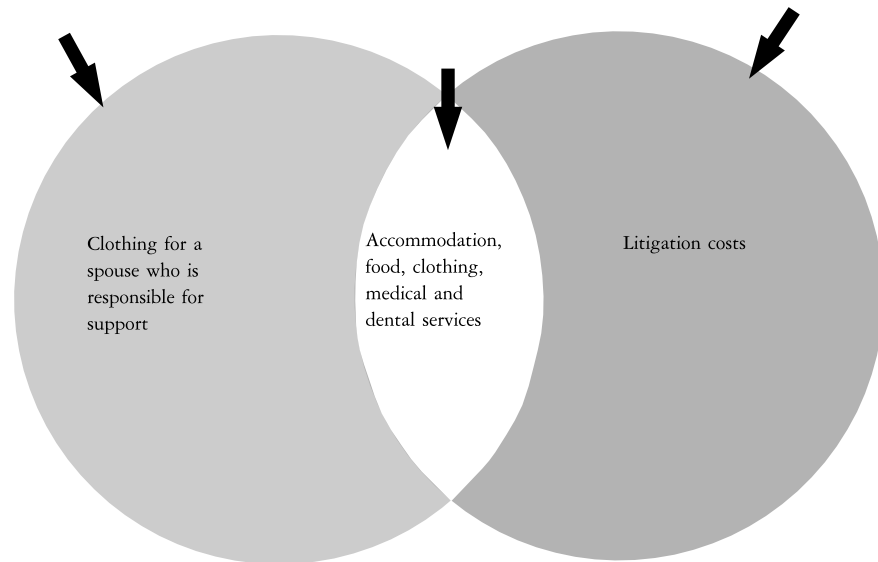 Clothing for a
spouse who is
responsible for
support
Accommodation,
food, clothing,
medical and
dental services
Litigation costs